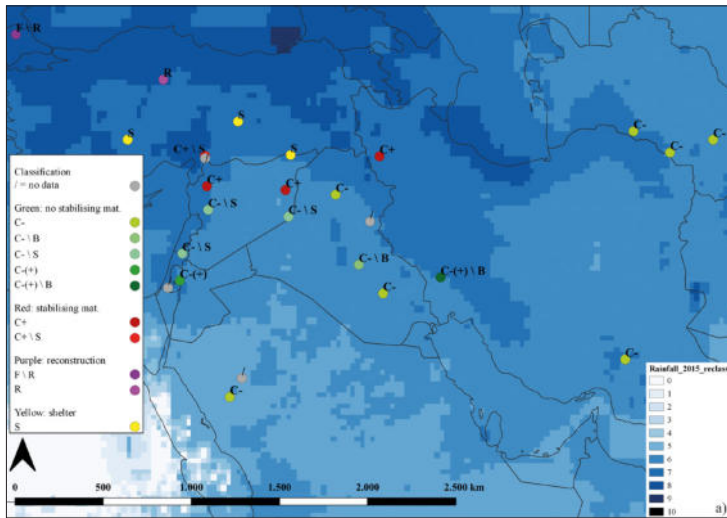 F \ R
R
S
S
C+ \ S
S
C+
C-
C-
C-
C+
C+
C-
C- \ S
C- \ S
/
C- \ S
C- \ B
C-(+)
C-(+) \ B
C-
/
C-
C-
Classification
/ = no data
Green: no stabilising mat.
C-
C- \ B
C- \ S
C-(+)
C-(+) \ B
Red: stabilising mat.
C+
C+ \ S
Purple: reconstruction
F \ R
R
Yellow: shelter
S
Rainfall_2015_reclass
0
1
2
3
4
5
6
7
8
9
10
0 500 1.000 1.500 2.000 2.500 km
a)